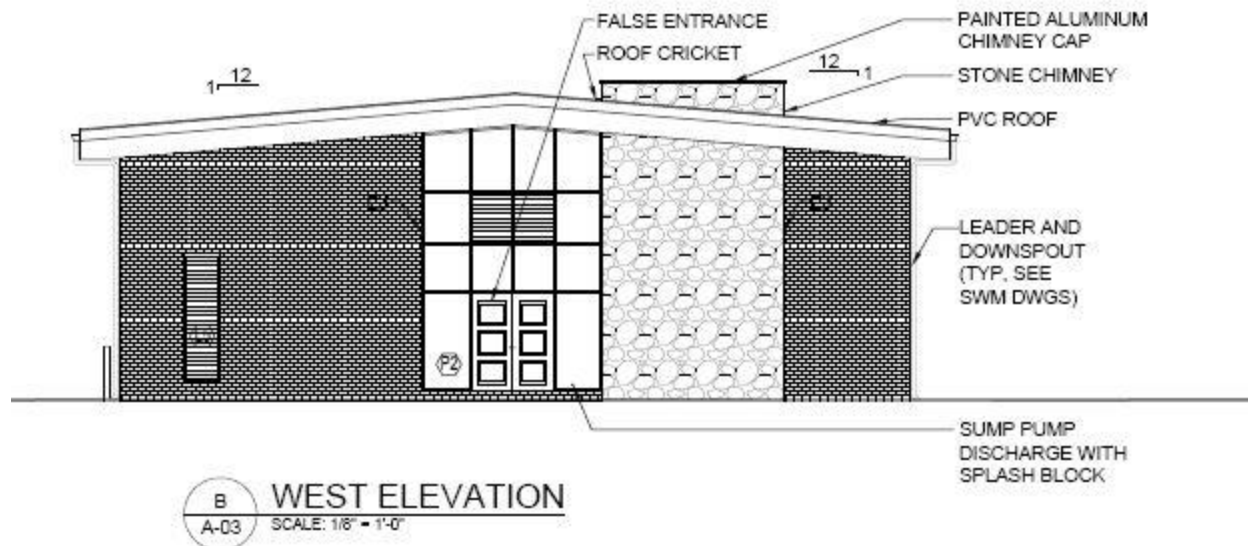 FALSE ENTRANCE
ROOF CRICKET
PAINTED ALUMINUM
CHIMNEY CAP
12
1
12
1
STONE CHIMNEY
PVC ROOF
LEADER AND
DOWNSPOUT
(TYP, SEE
SWM DWGS)
P2
SUMP PUMP
DISCHARGE WITH
SPLASH BLOCK
B
A-03
WEST ELEVATION
SCALE: 1/8" = 1'-0"